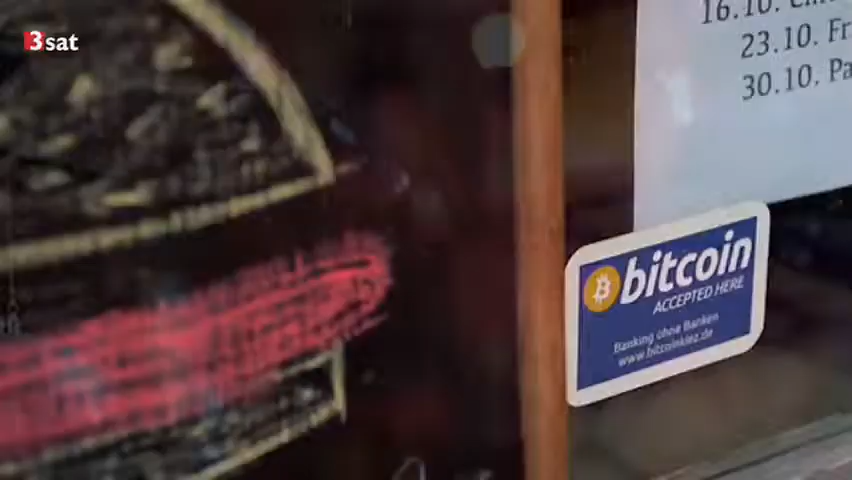 3sat
16.10.
23.10. Fr
30.10. Pa
bitcoin
ACCEPTED HERE
Banking ohne Banken
www.bitcoinkiez.de